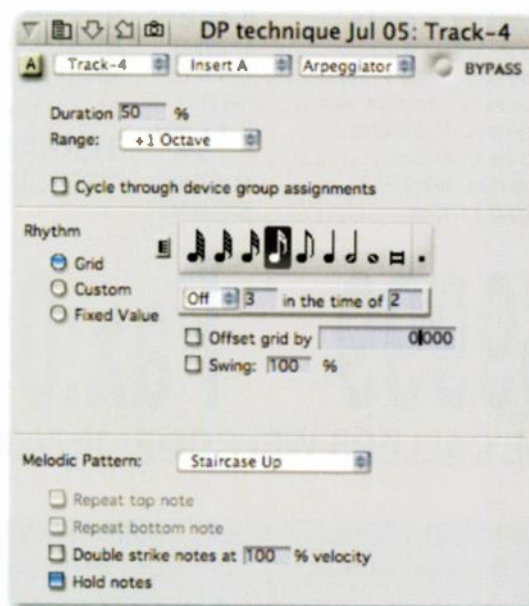 DP technique Jul 05: Track-4
A Track-4 Insert A Arpeggiator BYPASS
Duration 50 %
Range: +1 Octave
Cycle through device group assignments
Rhythm
Grid
Custom
Fixed Value
Off 3 in the time of 2
Offset grid by 0|000
Swing: 100 %
Melodic Pattern: Staircase Up
Repeat top note
Repeat bottom note
Double strike notes at 100 % velocity
Hold notes